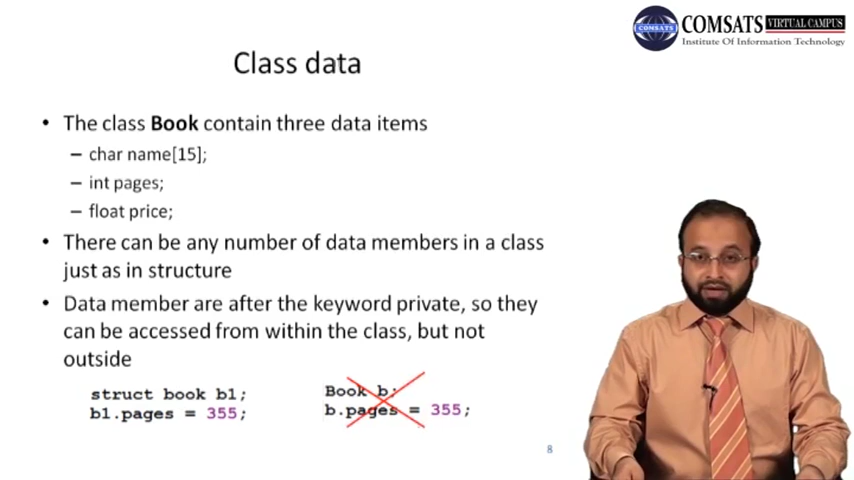 COMSATS VIRTUAL CAMPUS
COMSATS
Institute Of Information Technology
Class data
• The class Book contain three data items
– char name[15];
– int pages;
– float price;
• There can be any number of data members in a class
just as in structure
• Data member are after the keyword private, so they
can be accessed from within the class, but not
outside
struct book b1;
b1.pages = 355;
Book b;
b.pages = 355;
8